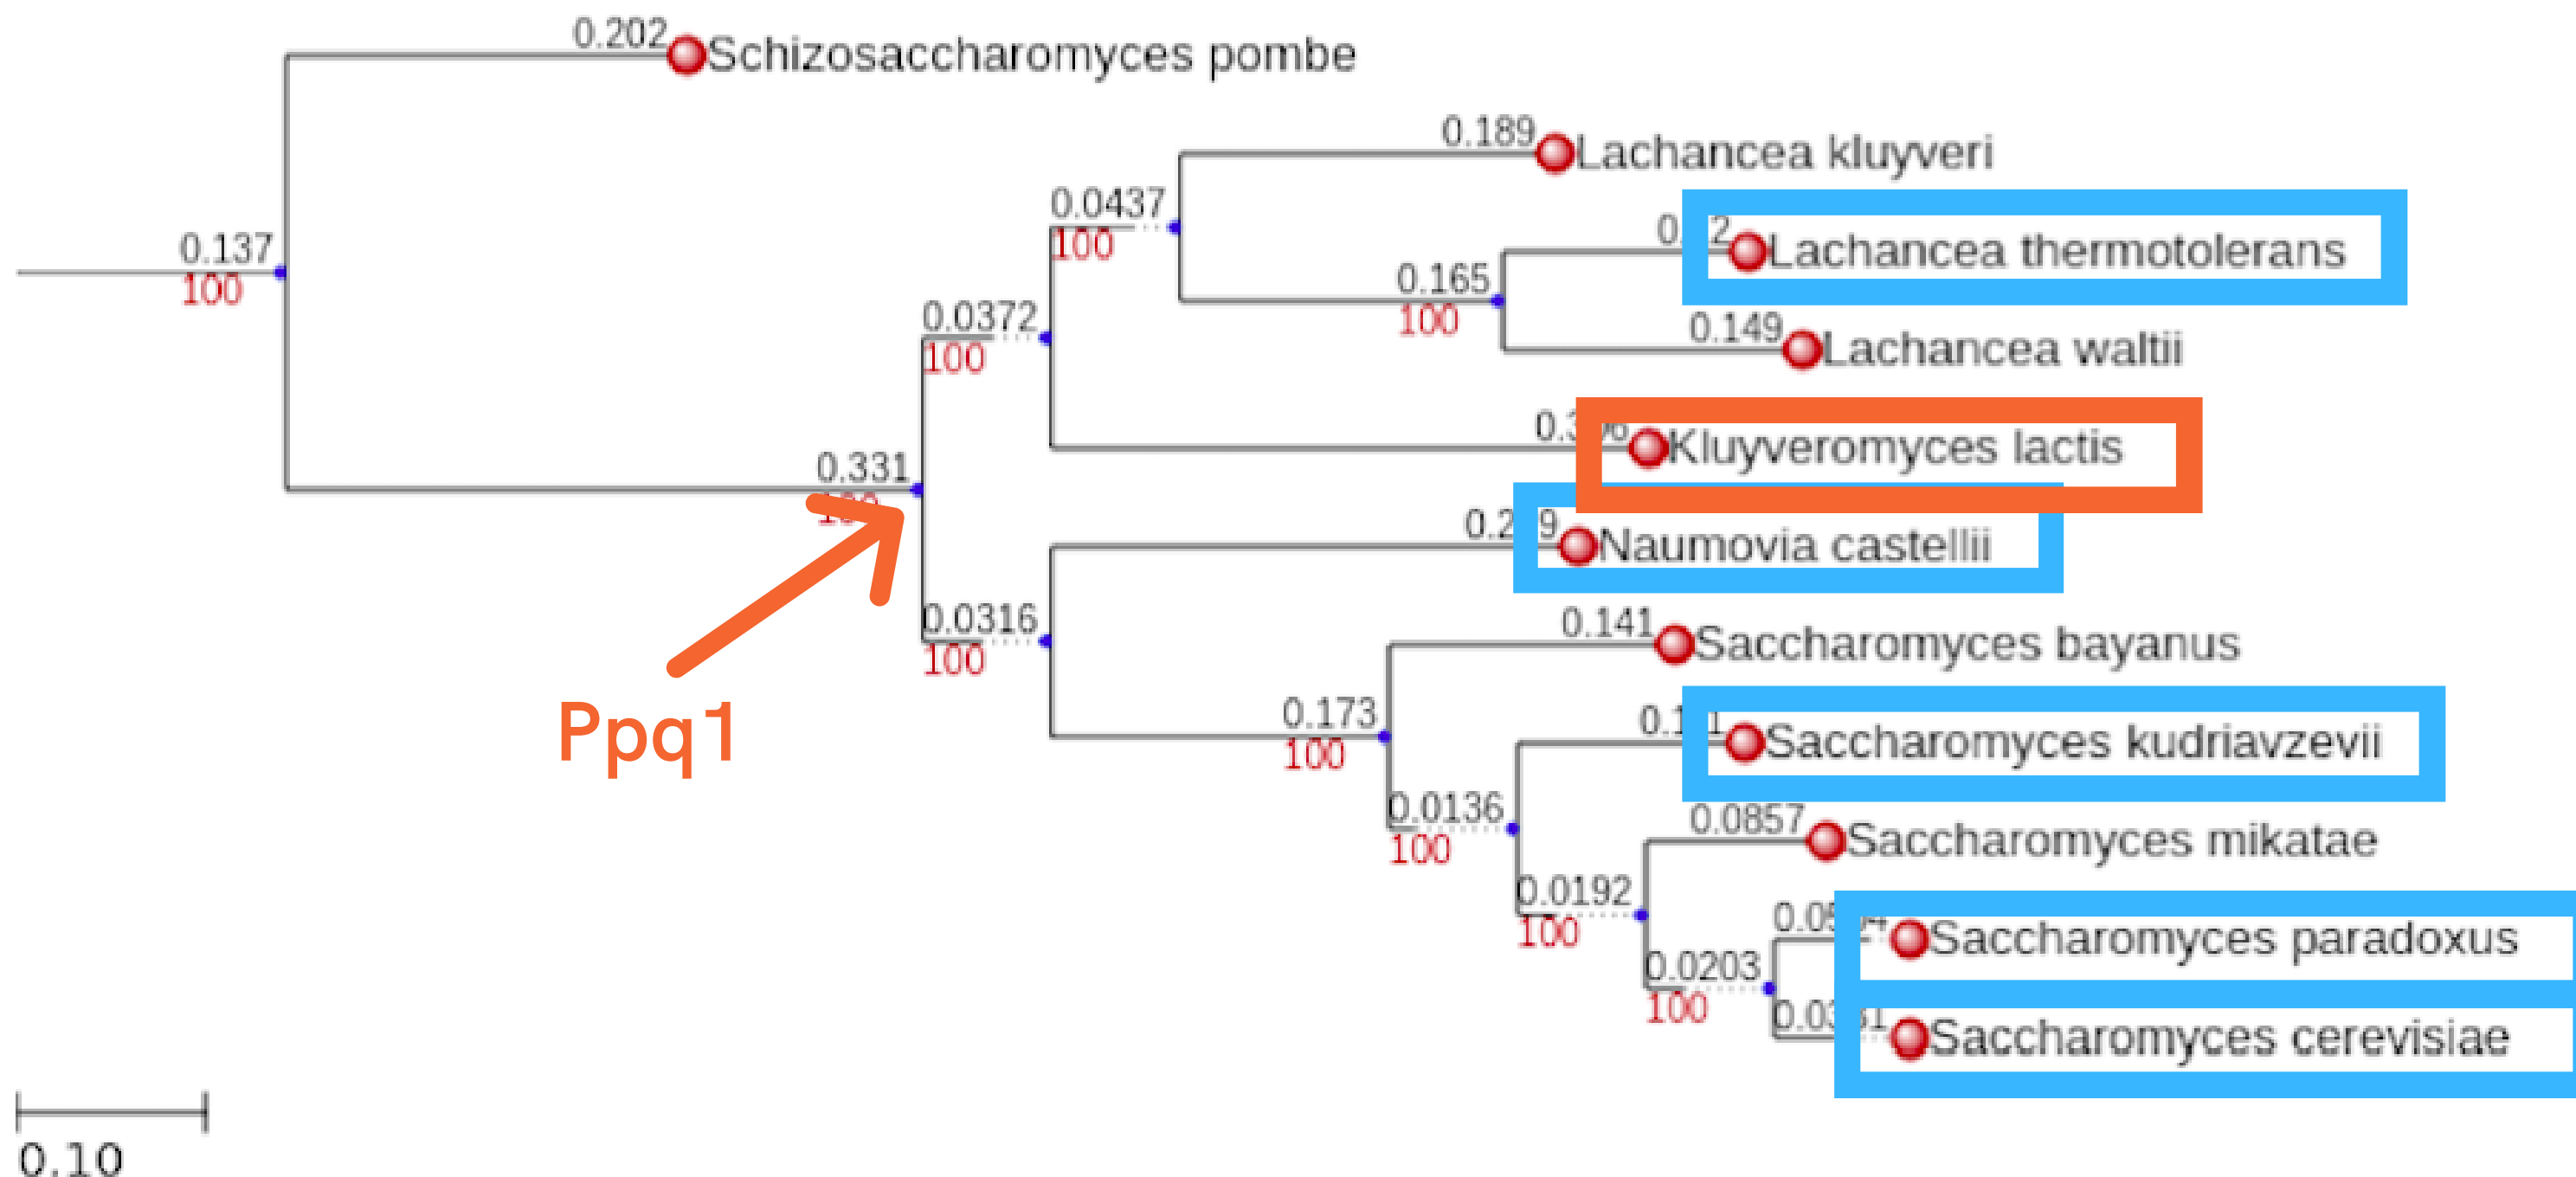 0.202
Schizosaccharomyces pombe
0.189
Lachancea kluyveri
0.0437
100
Lachancea thermotolerans
0.137
100
0.165
100
0.0372
100
0.149
Lachancea waltii
Kluyveromyces lactis
0.331
Naumovia castellii
0.0316
100
0.141
Saccharomyces bayanus
Ppq1
0.173
100
Saccharomyces kudriavzevii
0.0136
100
0.0857
Saccharomyces mikatae
0.0192
100
Saccharomyces paradoxus
0.0203
100
Saccharomyces cerevisiae
0.10